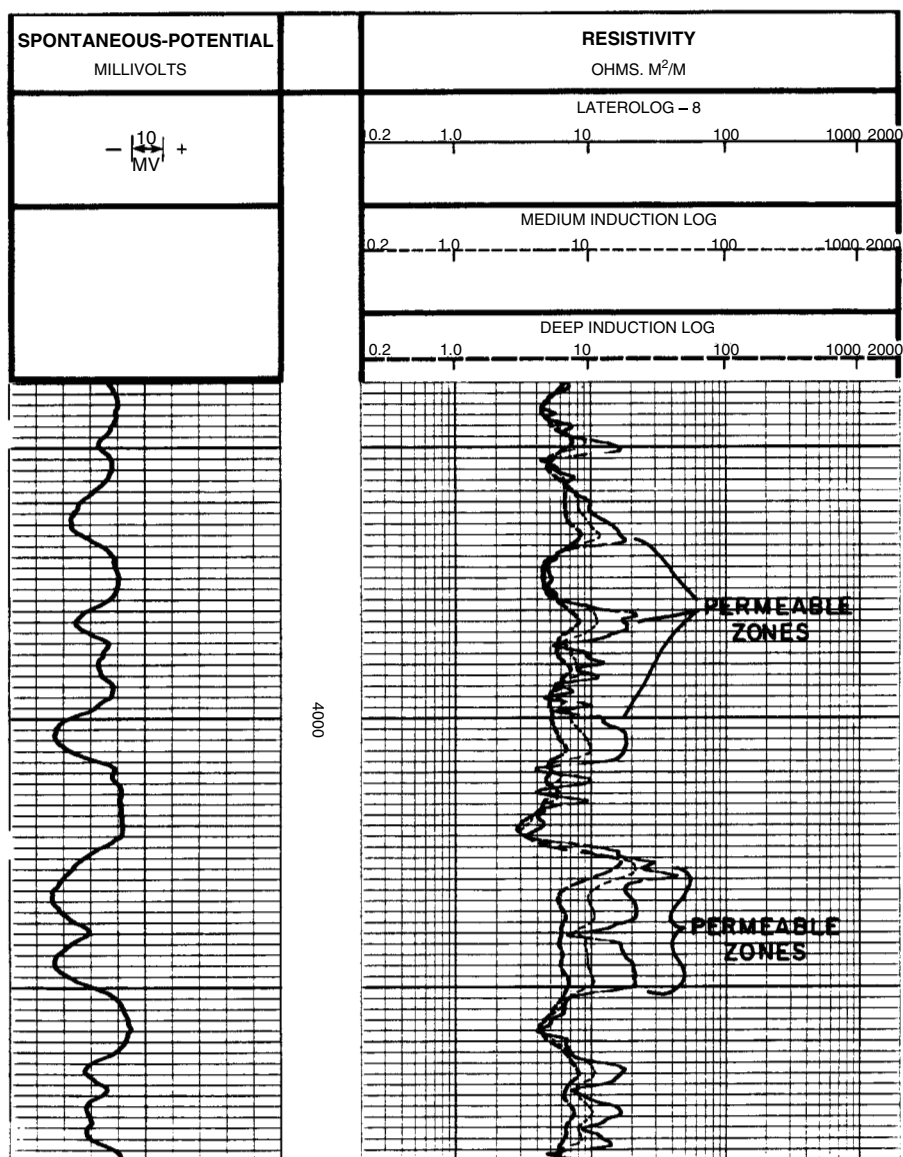 SPONTANEOUS-POTENTIAL
MILLIVOLTS
− 10 +
MV
RESISTIVITY
OHMS. M²/M
LATEROLOG – 8
0.2 1.0 10 100 1000 2000
MEDIUM INDUCTION LOG
0.2 1.0 10 100 1000 2000
DEEP INDUCTION LOG
0.2 1.0 10 100 1000 2000
PERMEABLE
ZONES
4000
PERMEABLE
ZONES